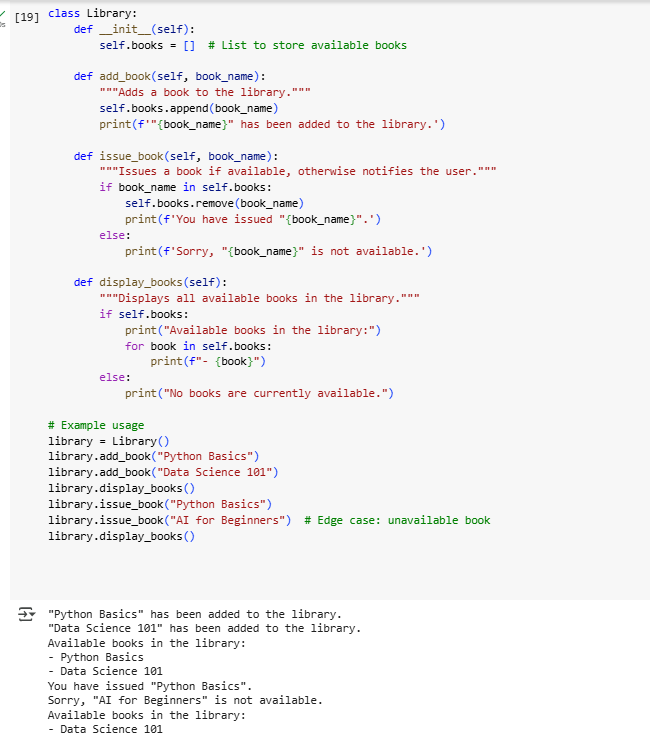 [19] class Library:
    def __init__(self):
        self.books = []  # List to store available books

    def add_book(self, book_name):
        """Adds a book to the library."""
        self.books.append(book_name)
        print(f'"{book_name}" has been added to the library.')

    def issue_book(self, book_name):
        """Issues a book if available, otherwise notifies the user."""
        if book_name in self.books:
            self.books.remove(book_name)
            print(f'You have issued "{book_name}".')
        else:
            print(f'Sorry, "{book_name}" is not available.')

    def display_books(self):
        """Displays all available books in the library."""
        if self.books:
            print("Available books in the library:")
            for book in self.books:
                print(f"- {book}")
        else:
            print("No books are currently available.")

# Example usage
library = Library()
library.add_book("Python Basics")
library.add_book("Data Science 101")
library.display_books()
library.issue_book("Python Basics")
library.issue_book("AI for Beginners")  # Edge case: unavailable book
library.display_books()

"Python Basics" has been added to the library.
"Data Science 101" has been added to the library.
Available books in the library:
- Python Basics
- Data Science 101
You have issued "Python Basics".
Sorry, "AI for Beginners" is not available.
Available books in the library:
- Data Science 101